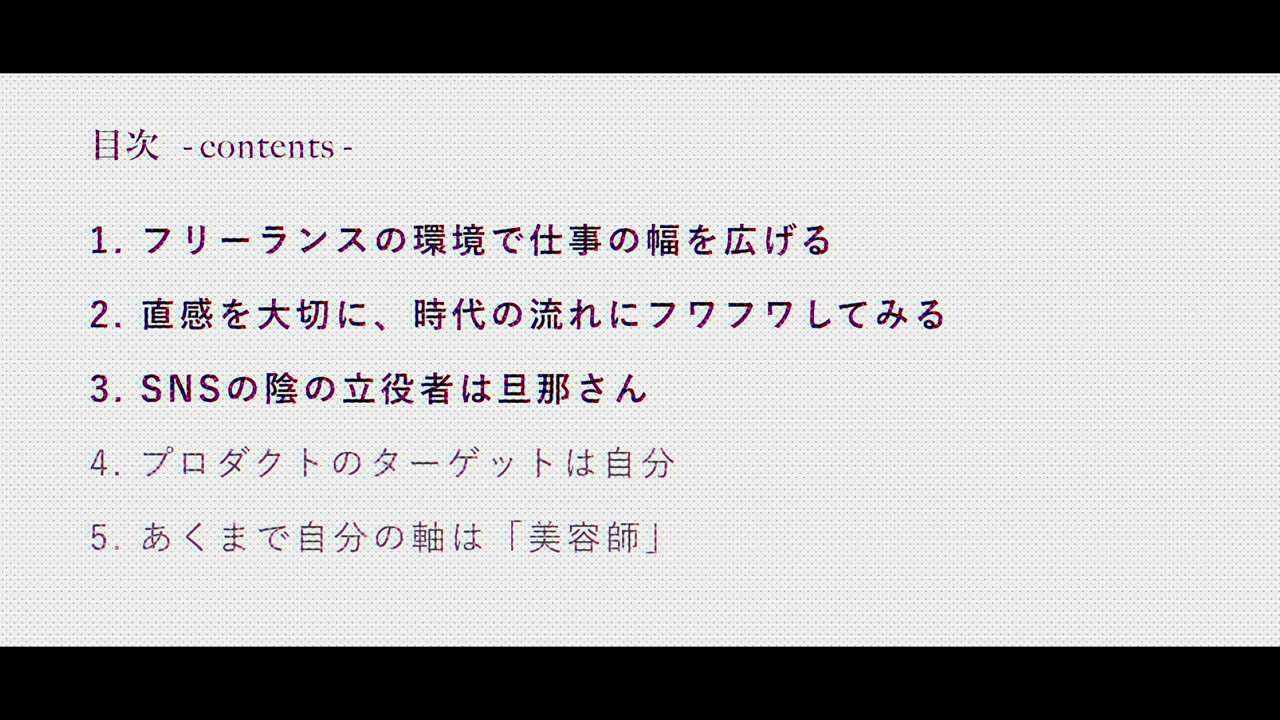 目次 - contents -
1. フリーランスの環境で仕事の幅を広げる
2. 直感を大切に、時代の流れにフワフワしてみる
3. SNSの陰の立役者は旦那さん
4. プロダクトのターゲットは自分
5. あくまで自分の軸は「美容師」